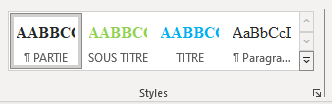 AABBC AABBC AABBC AaBbCcI
¶ PARTIE SOUS TITRE TITRE ¶ Paragra...
Styles